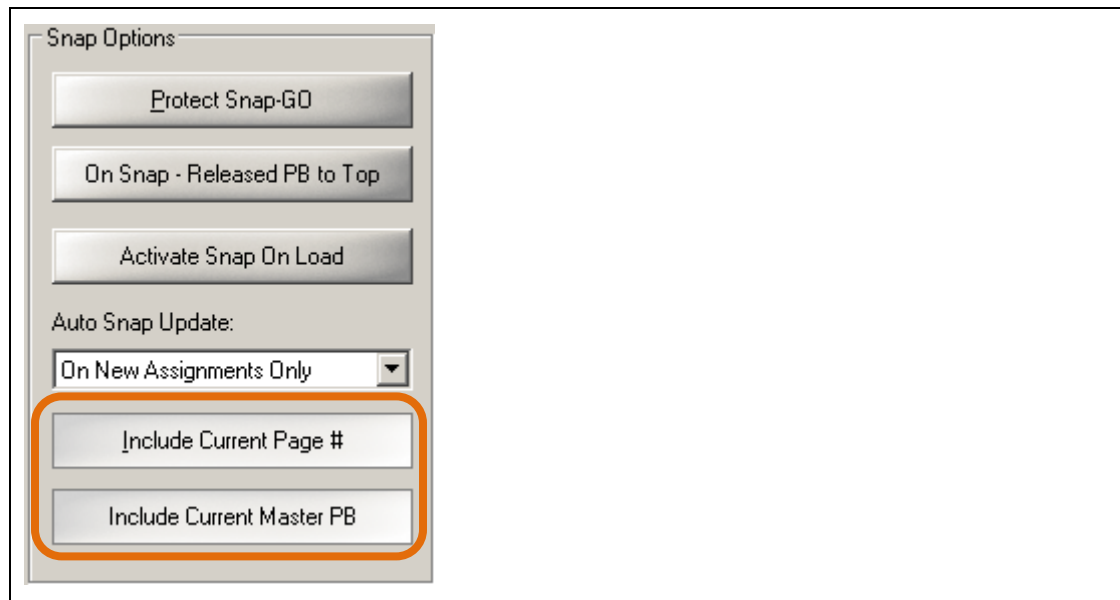 Snap Options
Protect Snap-GO
On Snap - Released PB to Top
Activate Snap On Load
Auto Snap Update:
On New Assignments Only
Include Current Page #
Include Current Master PB